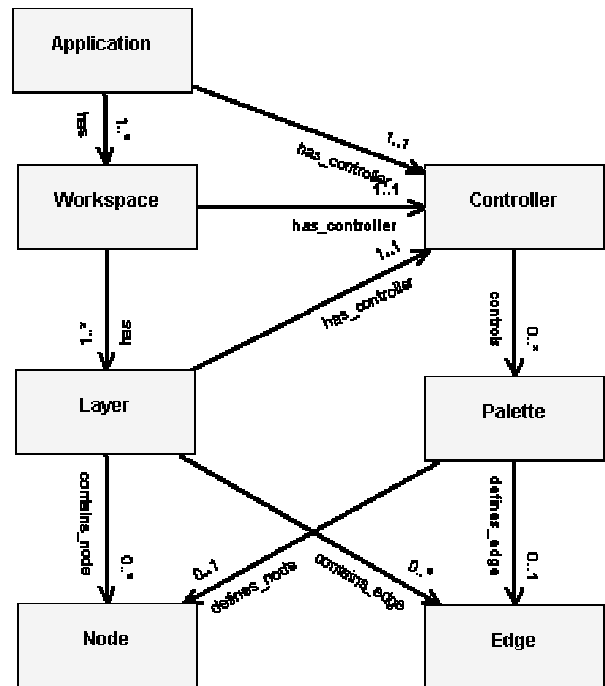 Application
has
1..*
1..1
has_controller
Workspace
1..1
has_controller
Controller
1..1
has_controller
has
1..*
controls
0..*
Layer
Palette
contains_node
0..*
0..1
defines_node
contains_edge
0..*
defines_edge
0..1
Node
Edge